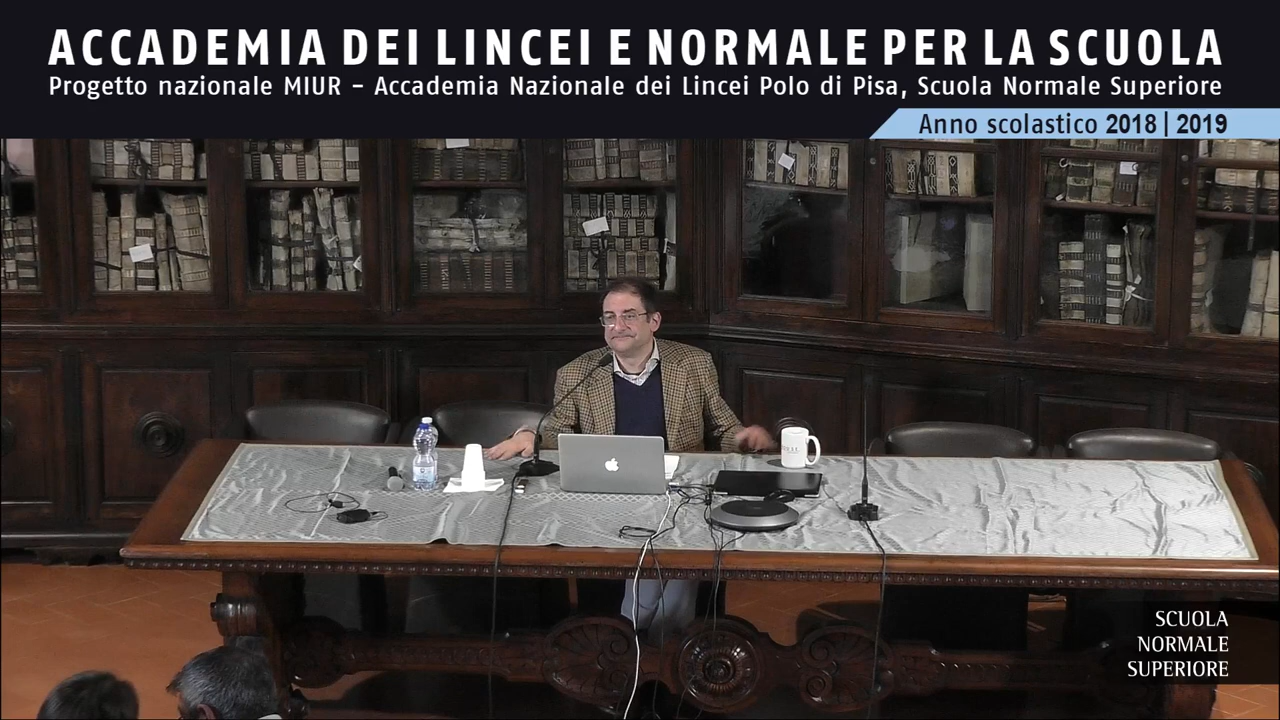 ACCADEMIA DEI LINCEI E NORMALE PER LA SCUOLA
Progetto nazionale MIUR – Accademia Nazionale dei Lincei Polo di Pisa, Scuola Normale Superiore
Anno scolastico 2018 | 2019
SCUOLA
NORMALE
SUPERIORE